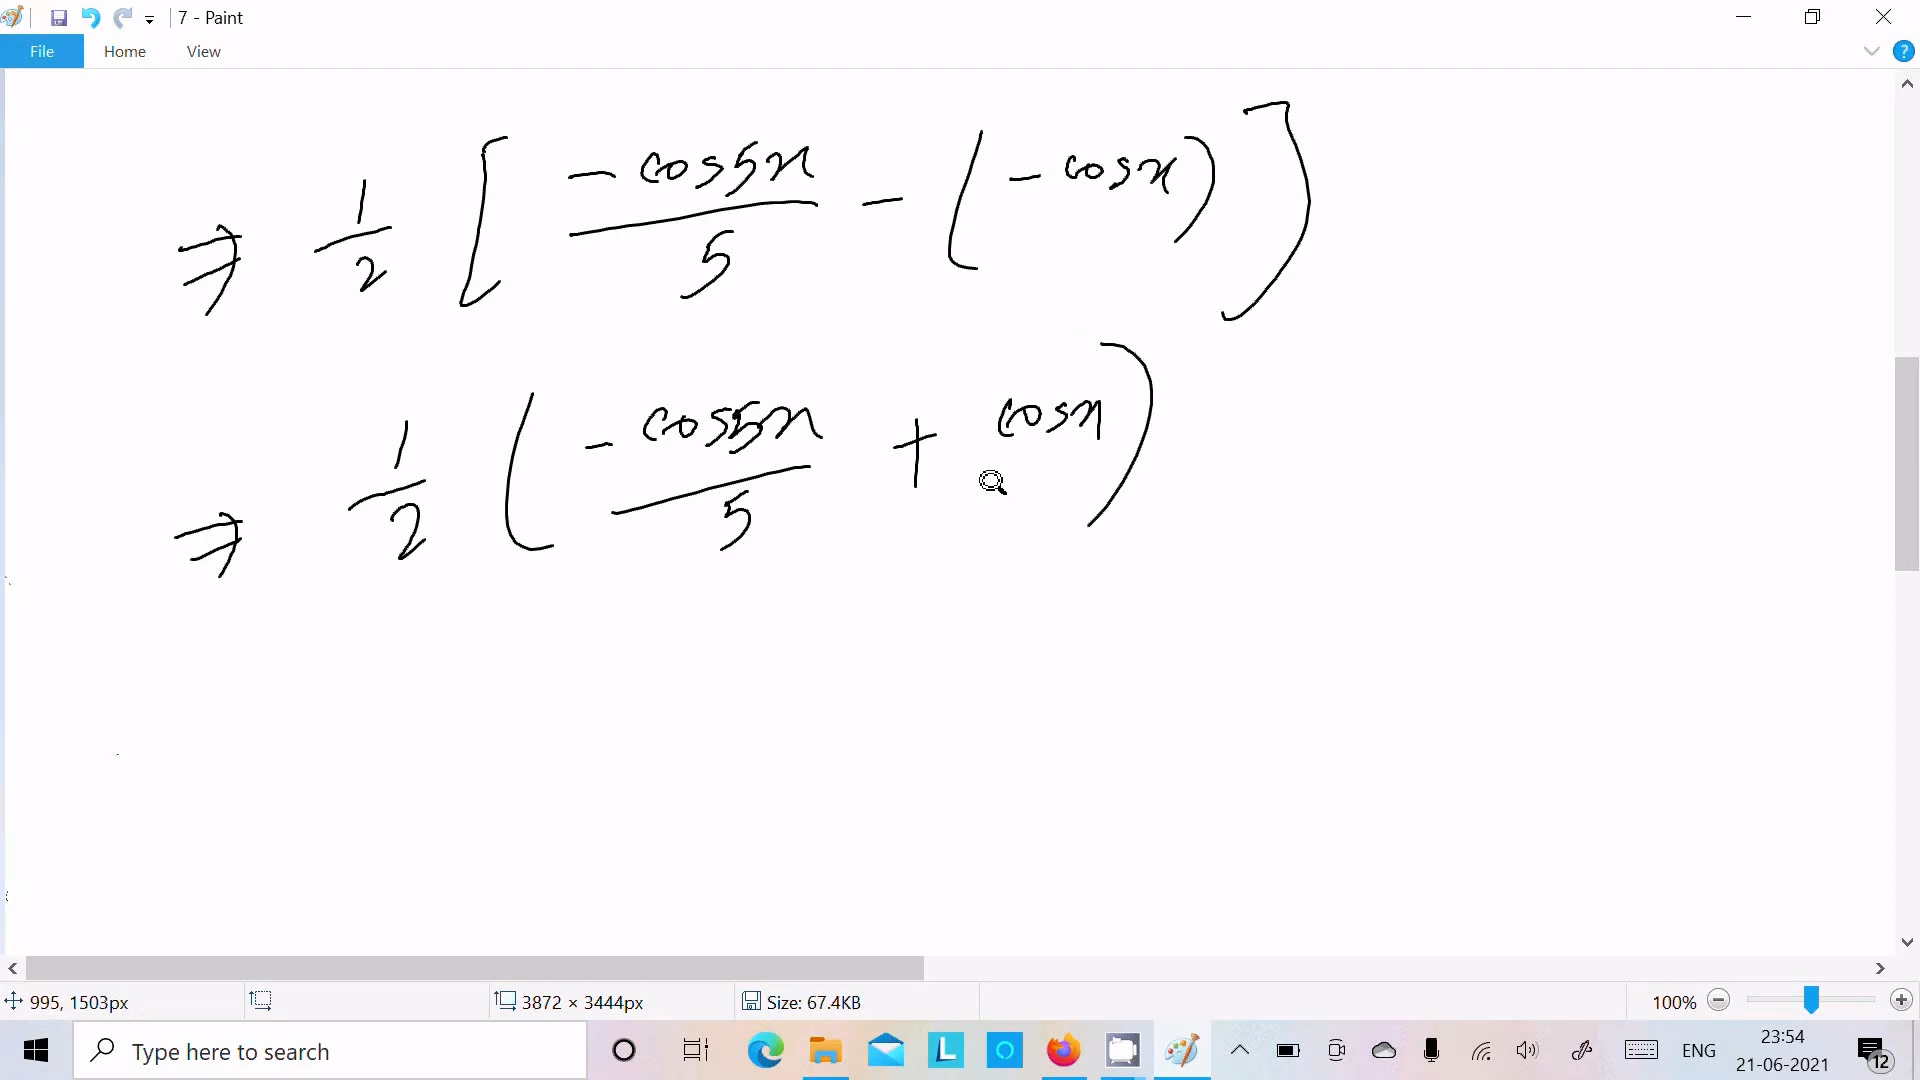 7 - Paint
File Home View
⇒ 1/2 [ -cos5x/5 - (-cosx) ]
⇒ 1/2 ( -cos5x/5 + cosx )
995, 1503px 3872 × 3444px Size: 67.4KB 100%
Type here to search ENG 23:54
21-06-2021 12